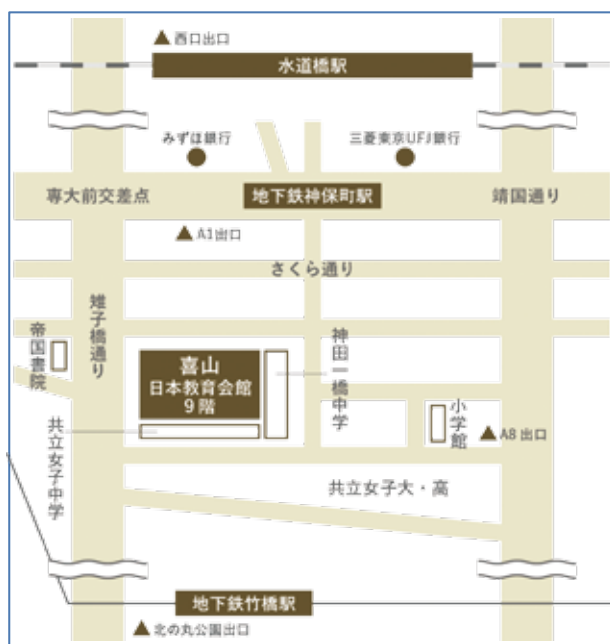 西口出口
水道橋駅
みずほ銀行
三菱東京UFJ銀行
専大前交差点
地下鉄神保町駅
靖国通り
A1出口
さくら通り
雉子橋通り
帝国書院
喜山
日本教育会館
9階
神田一橋中学
小学館
A8出口
共立女子中学
共立女子大・高
地下鉄竹橋駅
北の丸公園出口